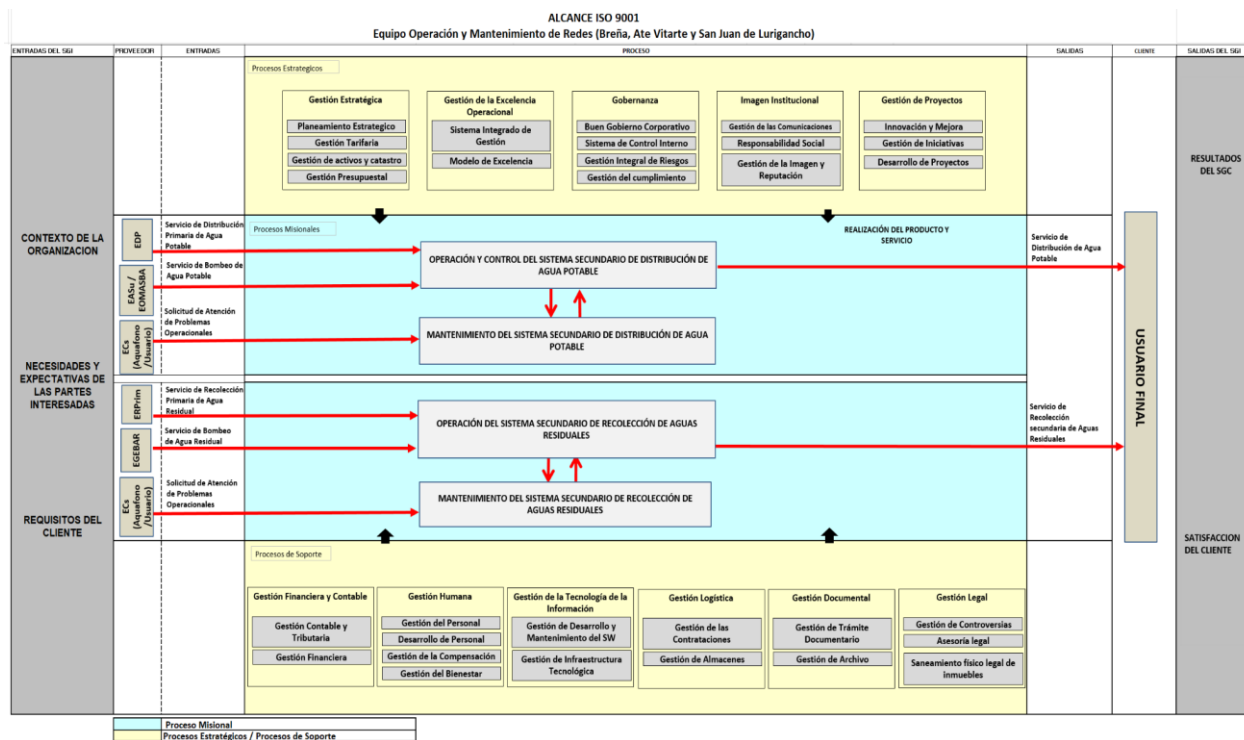 ALCANCE ISO 9001
Equipo Operación y Mantenimiento de Redes (Breña, Ate Vitarte y San Juan de Lurigancho)
ENTRADAS DEL SGI
PROVEEDOR
ENTRADAS
PROCESO
SALIDAS
CLIENTE
SALIDAS DEL SGI
CONTEXTO DE LA
ORGANIZACION
NECESIDADES Y
EXPECTATIVAS DE
LAS PARTES
INTERESADAS
REQUISITOS DEL
CLIENTE
Procesos Estrategicos
Gestión Estratégica
Planeamiento Estrategico
Gestión Tarifaria
Gestión de activos y catastro
Gestión Presupuestal
Gestión de la Excelencia
Operacional
Sistema Integrado de
Gestión
Modelo de Excelencia
Gobernanza
Buen Gobierno Corporativo
Sistema de Control Interno
Gestión Integral de Riesgos
Gestión del cumplimiento
Imagen Institucional
Gestión de las Comunicaciones
Responsabilidad Social
Gestión de la Imagen y
Reputación
Gestión de Proyectos
Innovación y Mejora
Gestión de Iniciativas
Desarrollo de Proyectos
EDP
Servicio de Distribución
Primaria de Agua
Potable
EASu /
EOMASBA
Servicio de Bombeo de
Agua Potable
ECs
(Aquafono
/Usuario)
Solicitud de Atención
de Problemas
Operacionales
Procesos Misionales
REALIZACIÓN DEL PRODUCTO Y
SERVICIO
OPERACIÓN Y CONTROL DEL SISTEMA SECUNDARIO DE DISTRIBUCIÓN DE
AGUA POTABLE
MANTENIMIENTO DEL SISTEMA SECUNDARIO DE DISTRIBUCIÓN DE AGUA
POTABLE
Servicio de
Distribución de Agua
Potable
ERPrim
Servicio de Recolección
Primaria de Agua
Residual
EGEBAR
Servicio de Bombeo
de Agua Residual
ECs
(Aquafono
/Usuario)
Solicitud de Atención
de Problemas
Operacionales
OPERACIÓN DEL SISTEMA SECUNDARIO DE RECOLECCIÓN DE AGUAS
RESIDUALES
MANTENIMIENTO DEL SISTEMA SECUNDARIO DE RECOLECCIÓN DE
AGUAS RESIDUALES
Servicio de
Recolección
secundaria de Aguas
Residuales
USUARIO FINAL
RESULTADOS
DEL SGC
SATISFACCION
DEL CLIENTE
Procesos de Soporte
Gestión Financiera y Contable
Gestión Contable y
Tributaria
Gestión Financiera
Gestión Humana
Gestión del Personal
Desarrollo de Personal
Gestión de la Compensación
Gestión del Bienestar
Gestión de la Tecnología de la
Información
Gestión de Desarrollo y
Mantenimiento del SW
Gestión de Infraestructura
Tecnológica
Gestión Logística
Gestión de las
Contrataciones
Gestión de Almacenes
Gestión Documental
Gestión de Trámite
Documentario
Gestión de Archivo
Gestión Legal
Gestión de Controversias
Asesoría legal
Saneamiento físico legal de
inmuebles
Proceso Misional
Procesos Estratégicos / Procesos de Soporte